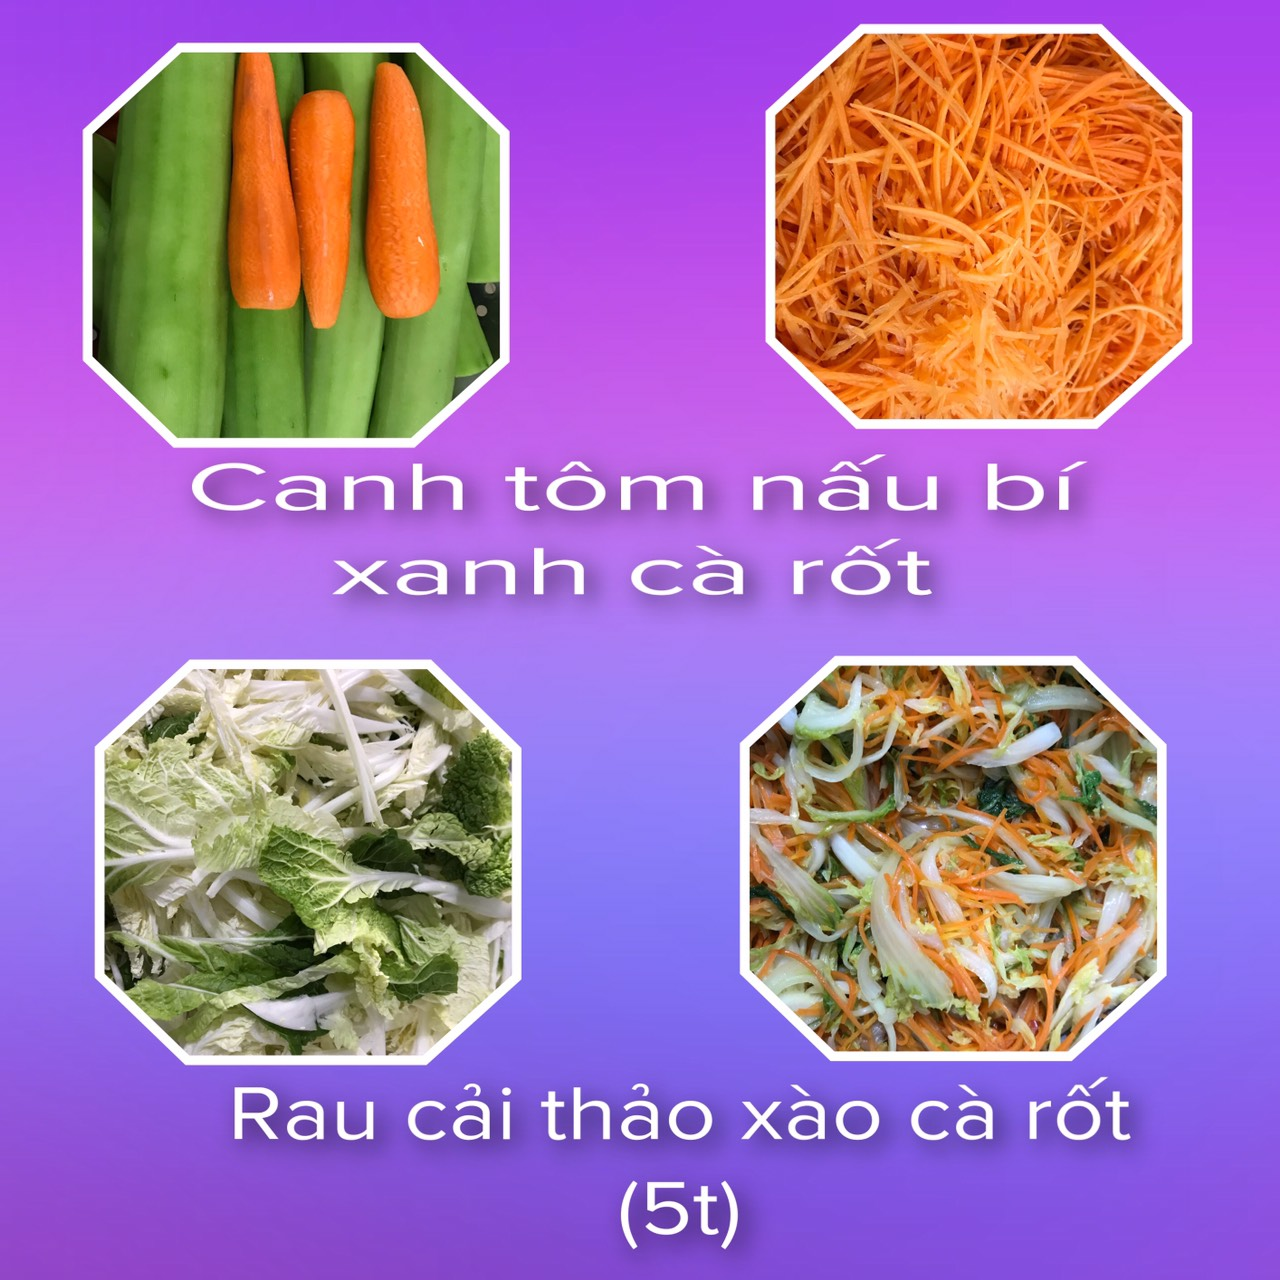 Canh tôm nấu bí
xanh cà rốt
Rau cải thảo xào cà rốt
(5t)